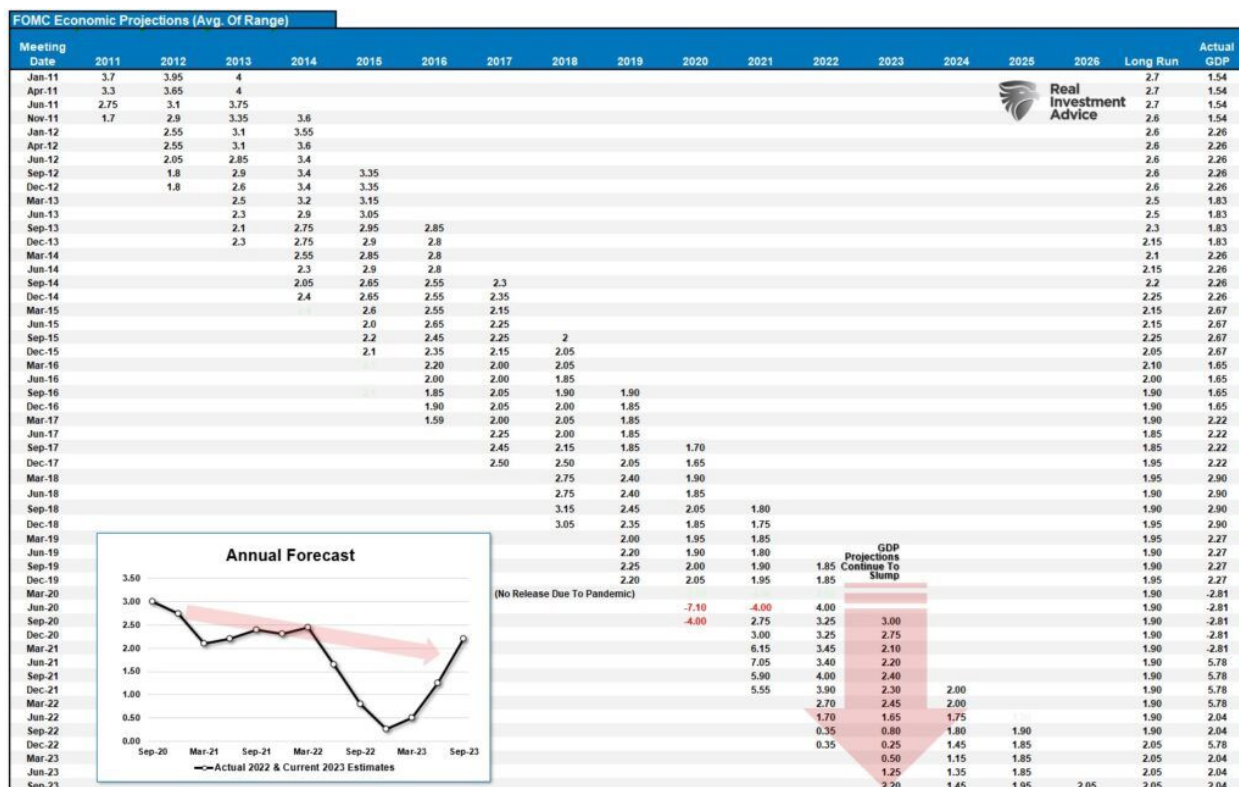 FOMC Economic Projections (Avg. Of Range)
Meeting Date 2011 2012 2013 2014 2015 2016 2017 2018 2019 2020 2021 2022 2023 2024 2025 2026 Long Run Actual GDP
Jan-11 3.7 3.95 4 2.7 1.54
Apr-11 3.3 3.65 4 2.7 1.54
Jun-11 2.75 3.1 3.75 2.7 1.54
Nov-11 1.7 2.9 3.35 3.6 2.6 1.54
Real
Investment
Advice
Jan-12 2.55 3.1 3.55 2.6 2.26
Apr-12 2.55 3.1 3.6 2.6 2.26
Jun-12 2.05 2.85 3.4 2.6 2.26
Sep-12 1.8 2.9 3.4 3.35 2.6 2.26
Dec-12 1.8 2.6 3.4 3.35 2.6 2.26
Mar-13 2.5 3.2 3.15 2.5 1.83
Jun-13 2.3 2.9 3.05 2.5 1.83
Sep-13 2.1 2.75 2.95 2.85 2.3 1.83
Dec-13 2.3 2.75 2.9 2.8 2.15 1.83
Mar-14 2.55 2.85 2.8 2.1 2.26
Jun-14 2.3 2.9 2.8 2.15 2.26
Sep-14 2.05 2.65 2.55 2.3 2.2 2.26
Dec-14 2.4 2.65 2.55 2.35 2.25 2.26
Mar-15 2.6 2.55 2.15 2.15 2.67
Jun-15 2.0 2.65 2.25 2.15 2.67
Sep-15 2.2 2.45 2.25 2 2.25 2.67
Dec-15 2.1 2.35 2.15 2.05 2.05 2.67
Mar-16 2.20 2.00 2.05 2.10 1.65
Jun-16 2.00 2.00 1.85 2.00 1.65
Sep-16 1.85 2.05 1.90 1.90 1.90 1.65
Dec-16 1.90 2.05 2.00 1.85 1.90 1.65
Mar-17 1.59 2.00 2.05 1.85 1.90 2.22
Jun-17 2.25 2.00 1.85 1.85 2.22
Sep-17 2.45 2.15 1.85 1.70 1.85 2.22
Dec-17 2.50 2.50 2.05 1.65 1.95 2.22
Mar-18 2.75 2.40 1.90 1.95 2.90
Jun-18 2.75 2.40 1.85 1.90 2.90
Sep-18 3.15 2.45 2.05 1.80 1.90 2.90
Dec-18 3.05 2.35 1.85 1.75 1.95 2.90
Mar-19 2.00 1.95 1.85 1.90 2.27
Jun-19 2.20 1.90 1.80 1.90 2.27
Sep-19 2.25 2.00 1.90 1.85 1.90 2.27
Dec-19 2.20 2.05 1.95 1.85 1.95 2.27
GDP
Projections
Continue To
Slump
Mar-20 (No Release Due To Pandemic) 1.90 -2.81
Jun-20 -7.10 -4.00 4.00 1.90 -2.81
Sep-20 -4.00 2.75 3.25 3.00 1.90 -2.81
Dec-20 3.00 3.25 2.75 1.90 -2.81
Mar-21 6.15 3.45 2.10 1.90 -2.81
Jun-21 7.05 3.40 2.20 1.90 5.78
Sep-21 5.90 4.00 2.40 1.90 5.78
Dec-21 5.55 3.90 2.30 2.00 1.90 5.78
Mar-22 2.70 2.45 2.00 1.90 5.78
Jun-22 1.70 1.65 1.75 1.90 2.04
Sep-22 0.35 0.80 1.80 1.90 1.90 2.04
Dec-22 0.35 0.25 1.45 1.85 2.05 5.78
Mar-23 0.50 1.15 1.85 2.05 2.04
Jun-23 1.25 1.35 1.85 2.05 2.04
Sep-23 2.20 1.45 1.95 2.05 2.05 2.04
Annual Forecast
3.50
3.00
2.50
2.00
1.50
1.00
0.50
0.00
Sep-20 Mar-21 Sep-21 Mar-22 Sep-22 Mar-23 Sep-23
Actual 2022 & Current 2023 Estimates